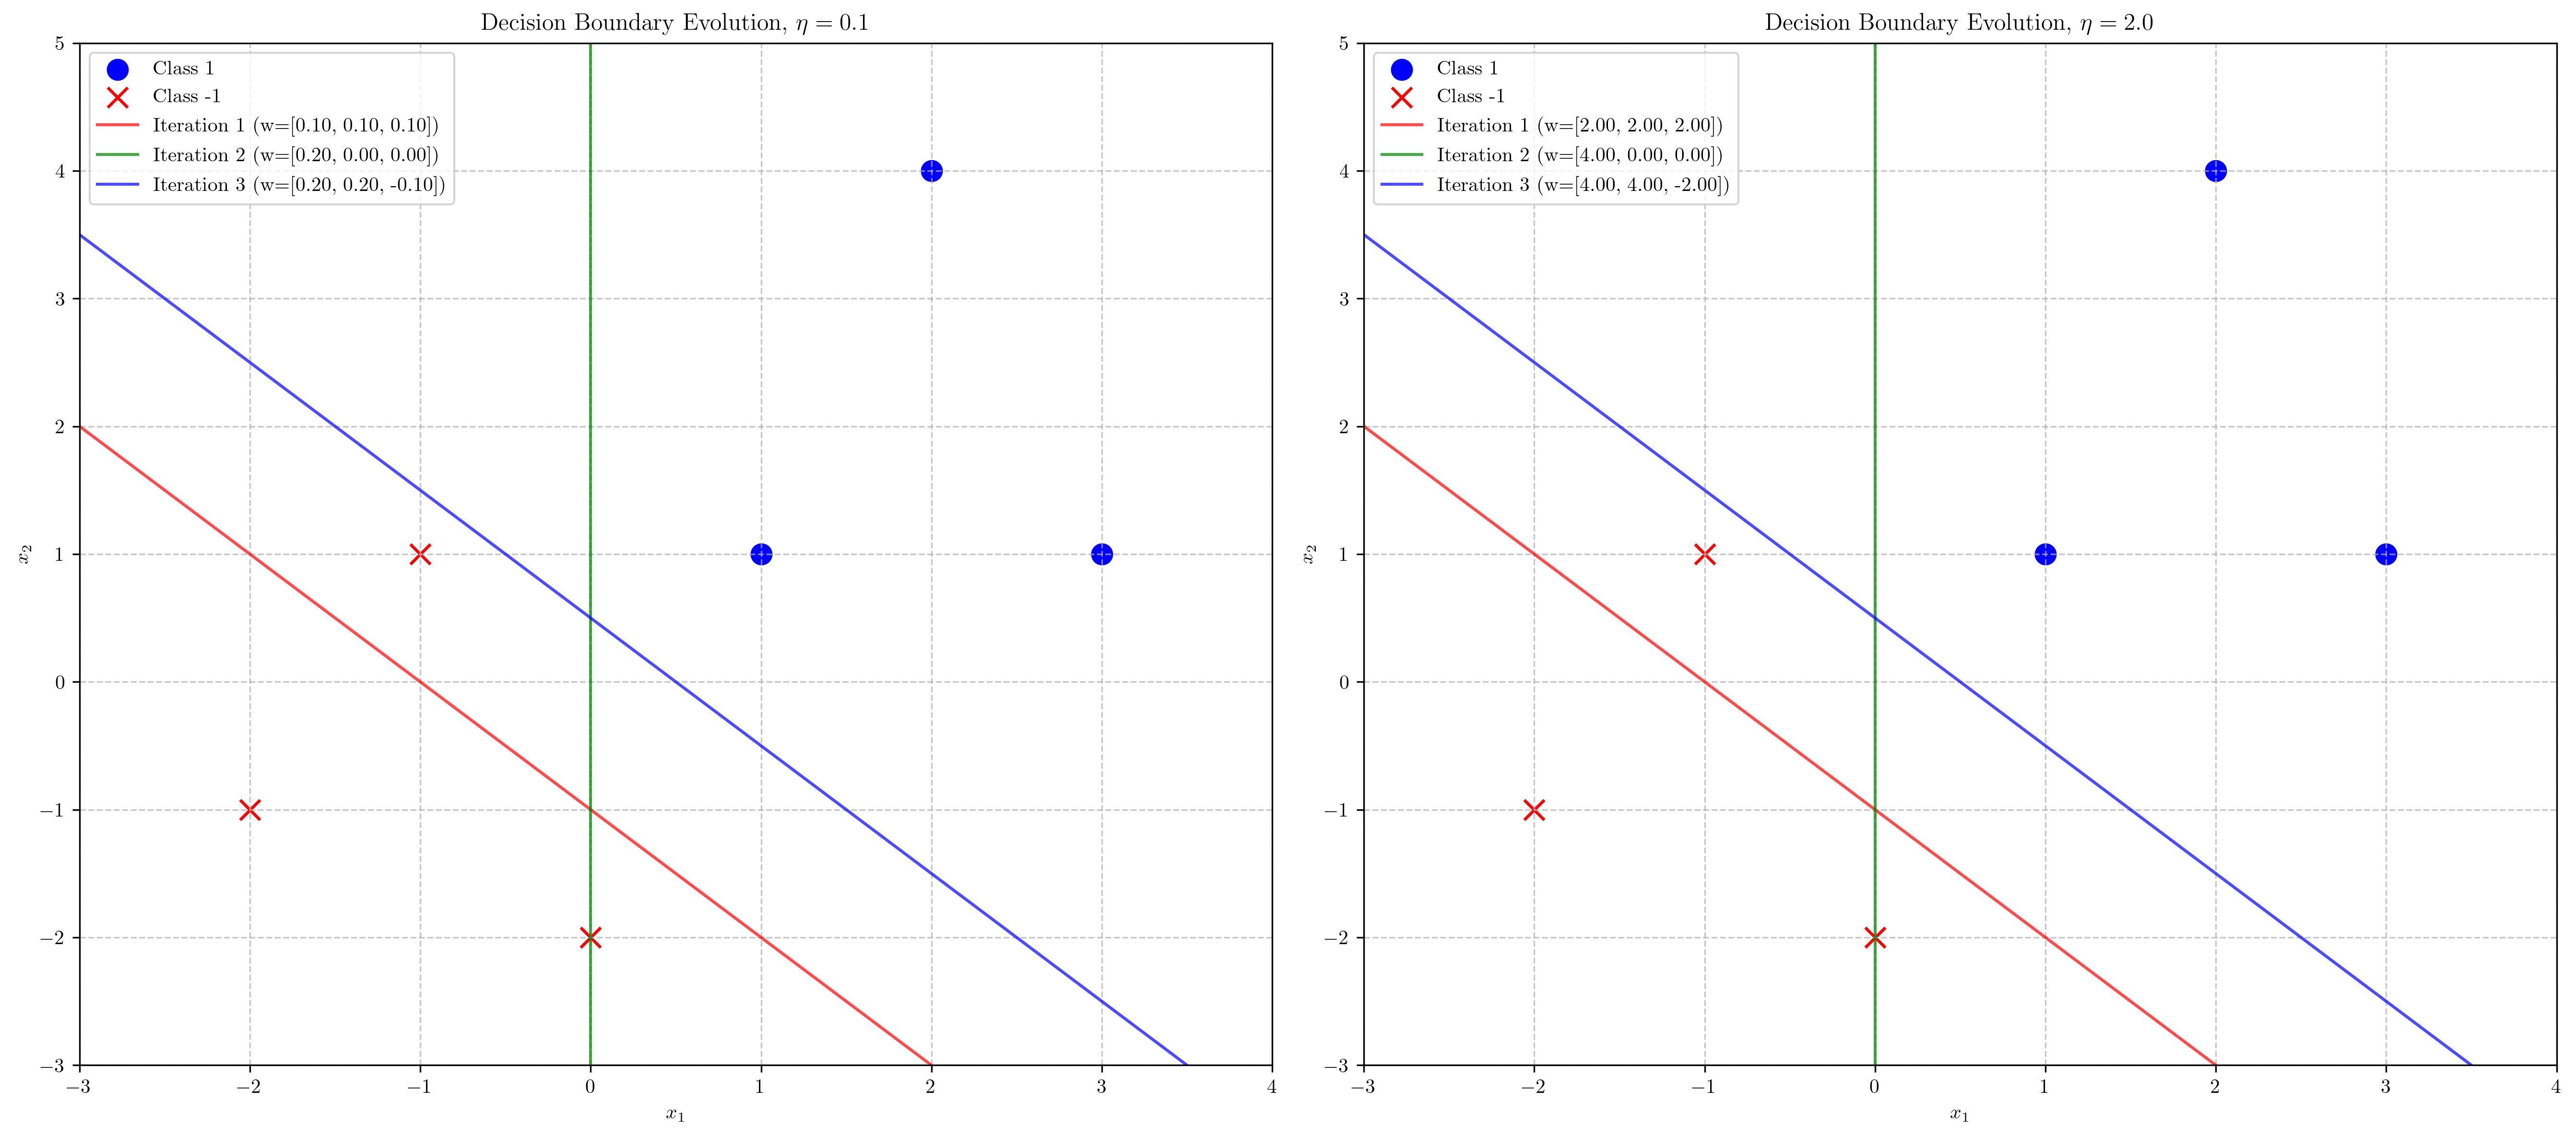 Decision Boundary Evolution, η = 0.1
Class 1
Class -1
Iteration 1 (w=[0.10, 0.10, 0.10])
Iteration 2 (w=[0.20, 0.00, 0.00])
Iteration 3 (w=[0.20, 0.20, -0.10])
5
4
3
2
1
0
−1
−2
−3
x₂
−3 −2 −1 0 1 2 3 4
x₁
Decision Boundary Evolution, η = 2.0
Class 1
Class -1
Iteration 1 (w=[2.00, 2.00, 2.00])
Iteration 2 (w=[4.00, 0.00, 0.00])
Iteration 3 (w=[4.00, 4.00, -2.00])
5
4
3
2
1
0
−1
−2
−3
x₂
−3 −2 −1 0 1 2 3 4
x₁